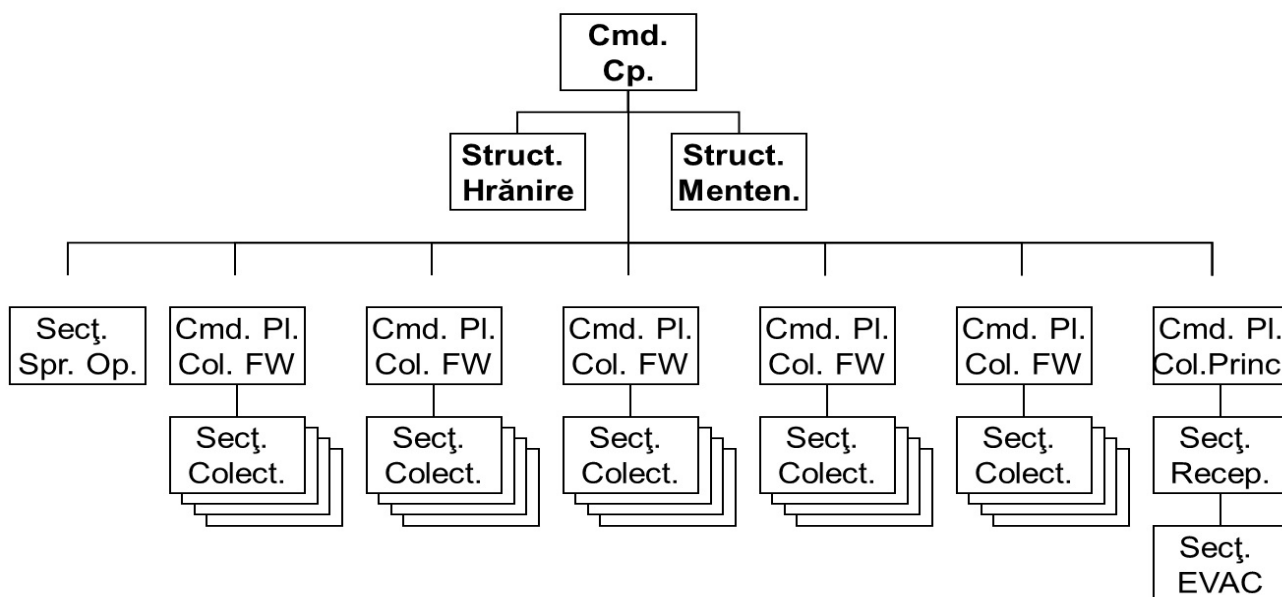 Cmd.
Cp.
Struct.
Hrănire
Struct.
Menten.
Secţ.
Spr. Op.
Cmd. Pl.
Col. FW
Cmd. Pl.
Col. FW
Cmd. Pl.
Col. FW
Cmd. Pl.
Col. FW
Cmd. Pl.
Col. FW
Cmd. Pl.
Col.Princ.
Secţ.
Colect.
Secţ.
Colect.
Secţ.
Colect.
Secţ.
Colect.
Secţ.
Colect.
Secţ.
Recep.
Secţ.
EVAC